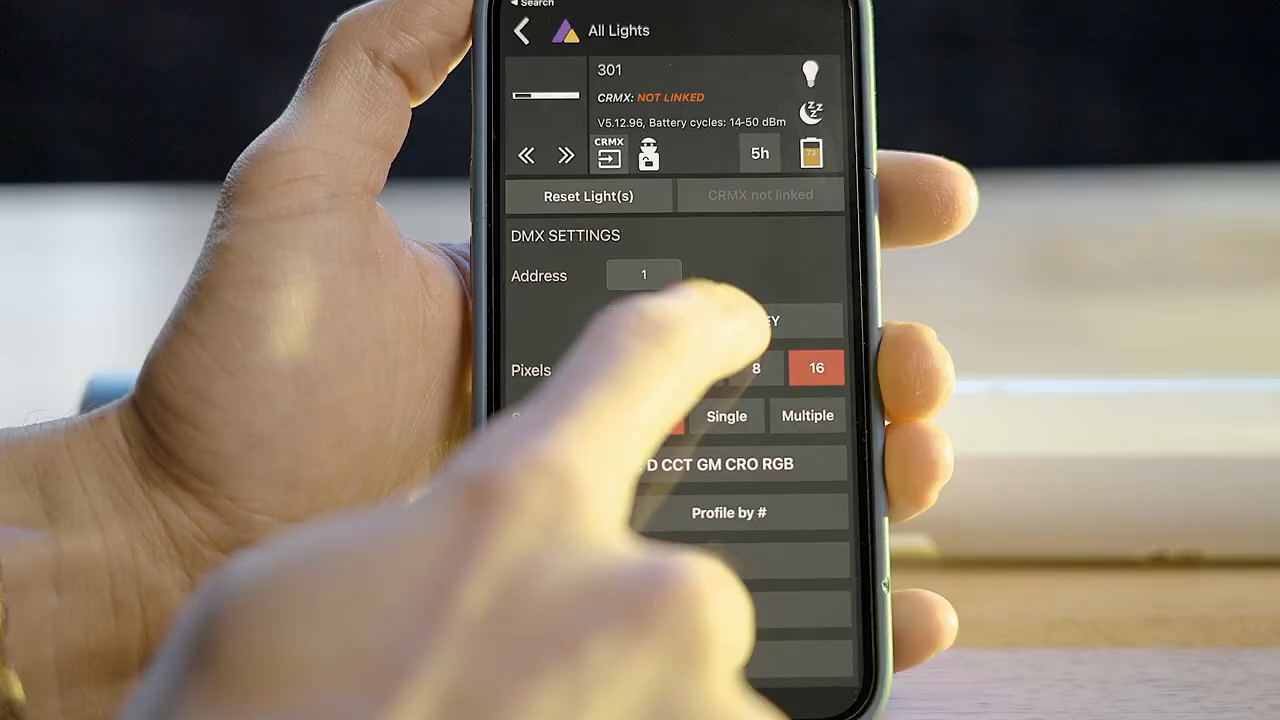 Search
All Lights
301
CRMX: NOT LINKED
V5.12.96, Battery cycles: 14-50 dBm
CRMX
5h
73
Reset Light(s)
CRMX not linked
DMX SETTINGS
Address
1
Pixels
8
16
Single
Multiple
D CCT GM CRO RGB
Profile by #